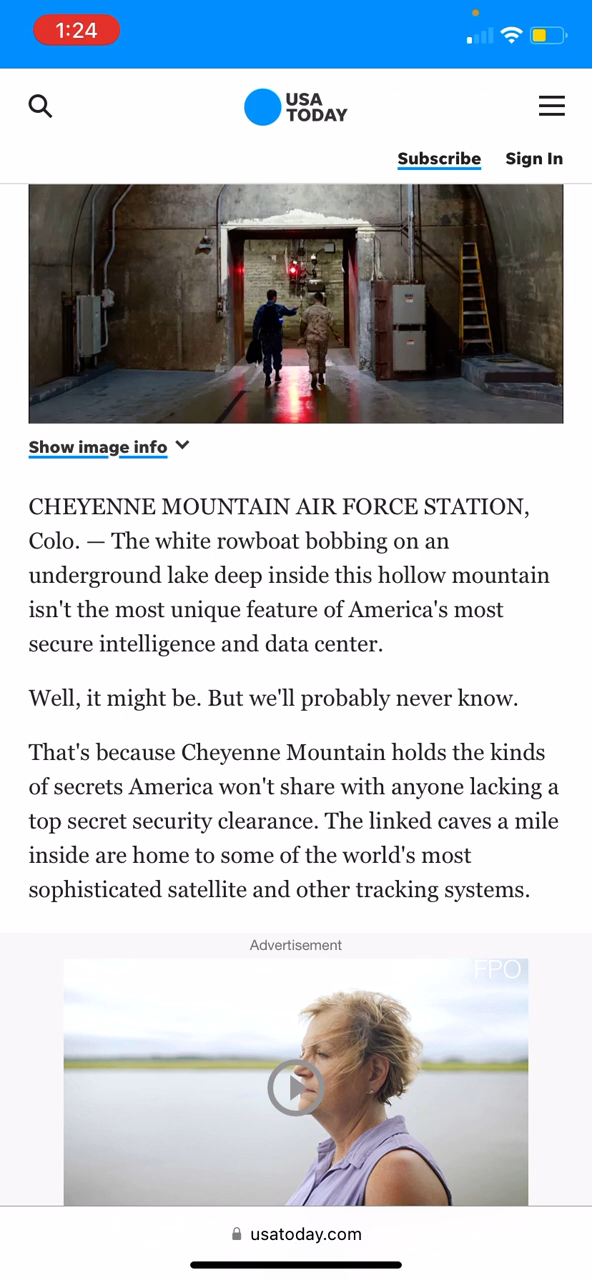 1:24
USA
TODAY
Subscribe
Sign In
Show image info
CHEYENNE MOUNTAIN AIR FORCE STATION,
Colo. — The white rowboat bobbing on an
underground lake deep inside this hollow mountain
isn't the most unique feature of America's most
secure intelligence and data center.
Well, it might be. But we'll probably never know.
That's because Cheyenne Mountain holds the kinds
of secrets America won't share with anyone lacking a
top secret security clearance. The linked caves a mile
inside are home to some of the world's most
sophisticated satellite and other tracking systems.
Advertisement
FPO
usatoday.com